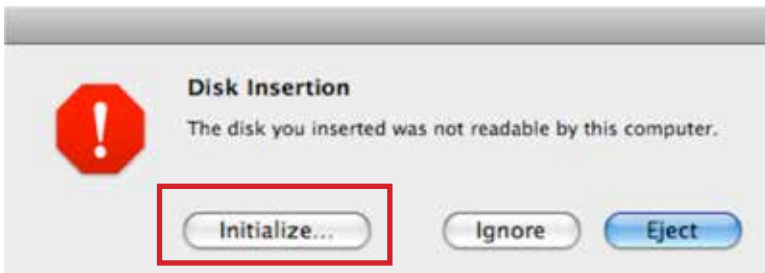 Disk Insertion
The disk you inserted was not readable by this computer.
Initialize... Ignore Eject